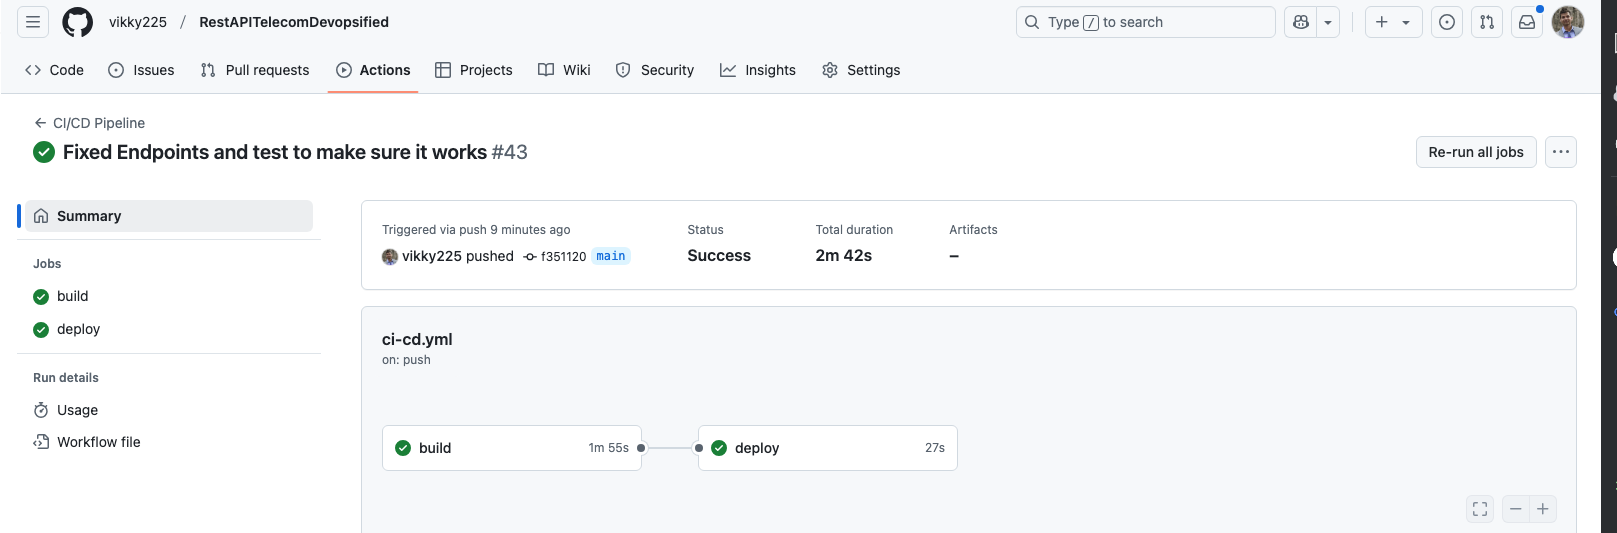 vikky225 / RestAPITelecomDevopsified
Type / to search
Code Issues Pull requests Actions Projects Wiki Security Insights Settings
← CI/CD Pipeline
Fixed Endpoints and test to make sure it works #43
Re-run all jobs
Summary
Jobs
build
deploy
Run details
Usage
Workflow file
Triggered via push 9 minutes ago
vikky225 pushed f351120 main
Status
Success
Total duration
2m 42s
Artifacts
–
ci-cd.yml
on: push
build 1m 55s
deploy 27s